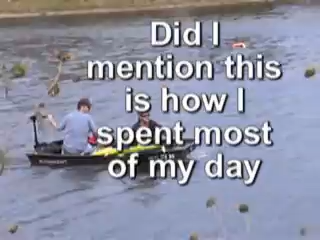 Did I
mention this
is how I
spent most
of my day